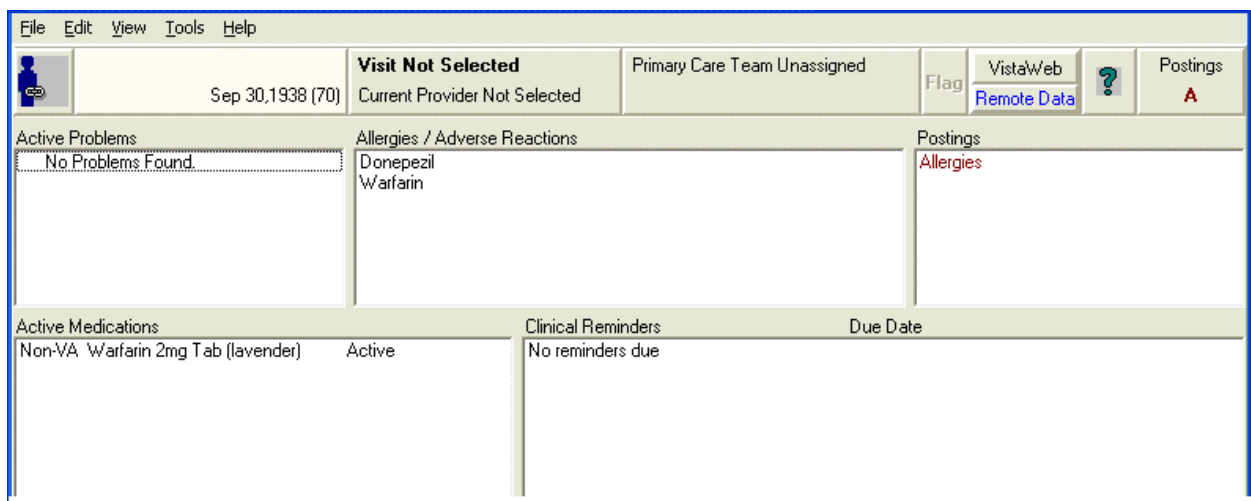 File Edit View Tools Help
Visit Not Selected
Primary Care Team Unassigned
Flag
VistaWeb
?
Postings
Sep 30,1938 (70)
Current Provider Not Selected
Remote Data
A
Active Problems
No Problems Found.
Allergies / Adverse Reactions
Donepezil
Warfarin
Postings
Allergies
Active Medications
Non-VA Warfarin 2mg Tab (lavender) Active
Clinical Reminders Due Date
No reminders due